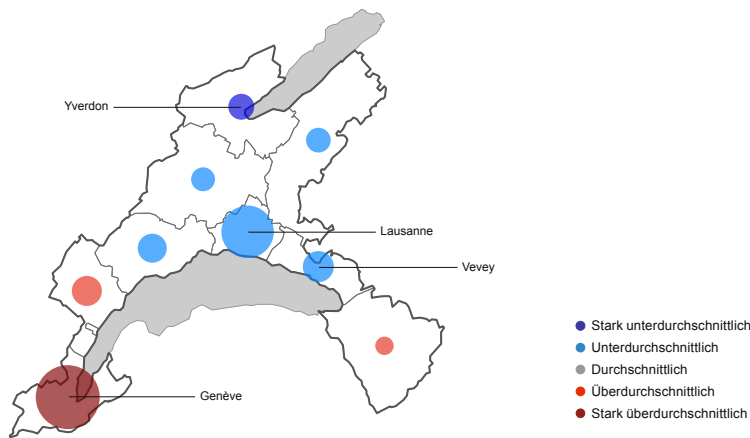 Yverdon
Lausanne
Vevey
Genève
Stark unterdurchschnittlich
Unterdurchschnittlich
Durchschnittlich
Überdurchschnittlich
Stark überdurchschnittlich